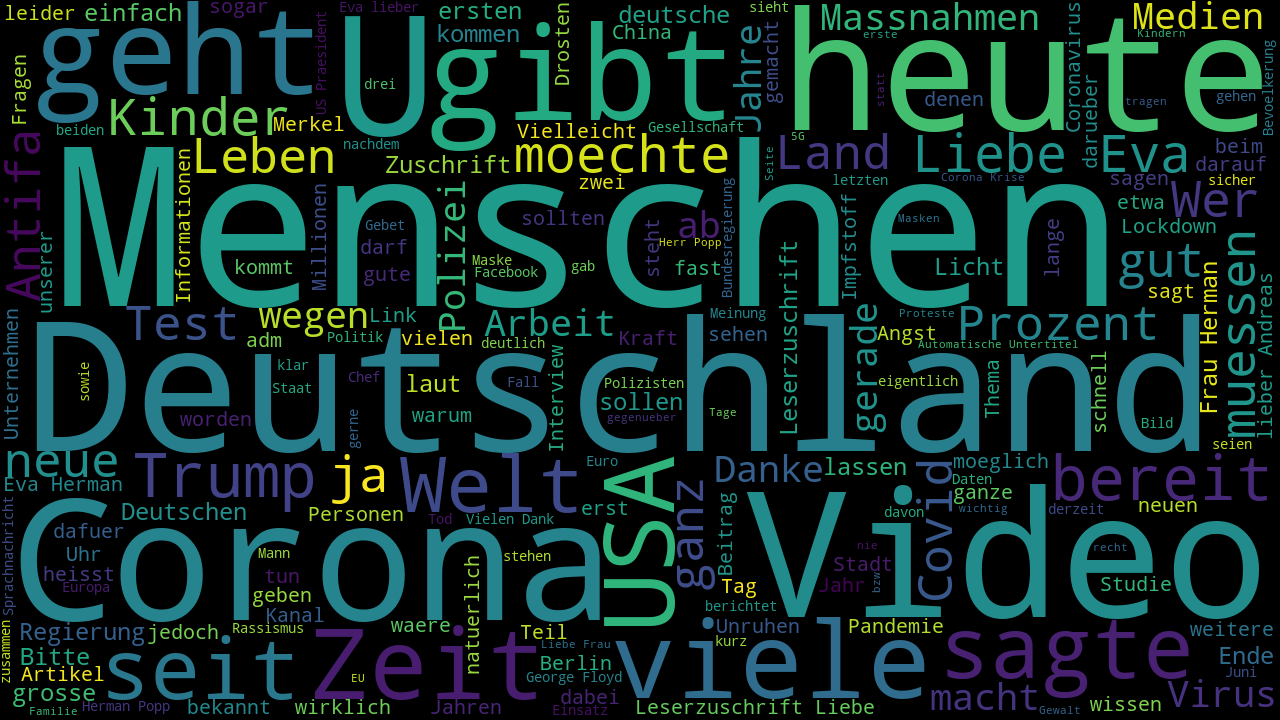 leider einfach sogar Eva lieber ersten deutsche sieht Massnahmen Medien
geht U gibt heute
kommen China Drosten Jahre gemacht erste statt Coronavirus Kindern
Fragen US Praesident drei denen darueber tragen gehen Bevoelkerung
beiden Kinder Merkel nachdem Vielleicht Gesellschaft 5G
Antifa Leben Zuschrift moechte Seite Land Liebe Eva beim darauf
zwei letzten Corona Krise sagen sicher
Menschen
Informationen Millionen Gebet Polizei sollten steht ab Bundesregierung Impfstoff Masken lange etwa Wer
unserer darf Herr Popp Lockdown
kommt gute Maske Facebook gab fast Licht gut
sagt muessen
Unternehmen Test wegen Link Arbeit Leserzuschrift Meinung gerade Proteste Prozent Frau Herman lieber Andreas
adm Politik vielen deutlich Kraft sehen Angst Automatische Untertitel
Deutschland
sowie klar Staat Chef laut Fall Interview Polizisten eigentlich Thema schnell
worden gerne warum sollen gegenueber Tage Bild
seien
neue Trump ja Welt Euro USA Danke lassen moeglich bereit
Eva Herman ganz Covid Daten
Sprachnachricht Deutschen Personen Tod Vielen Dank erst Beitrag davon ganze wichtig derzeit neuen
Corona Video
dafuer Uhr Mann stehen nie recht
heisst tun Stadt
Europa geben Tag Jahr bzw Studie
Kanal berichtet
zusammen Regierung jedoch Rassismus waere natuerlich Teil Unruhen Pandemie weitere
seit Zeit Liebe Frau viele kurz sagte
Bitte Berlin Ende
Artikel EU George Floyd Juni
grosse dabei macht wissen Virus
Familie Herman Popp bekannt wirklich Jahren Einsatz Leserzuschrift Liebe Gewalt